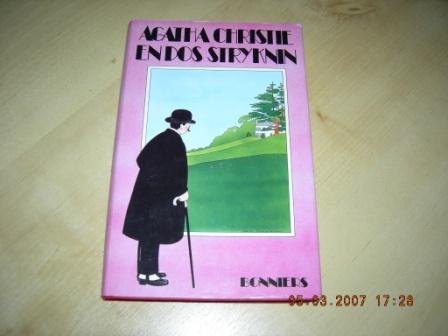 AGATHA CHRISTIE
EN DOS STRYKNIN
BONNIERS
05.03.2007 17:28